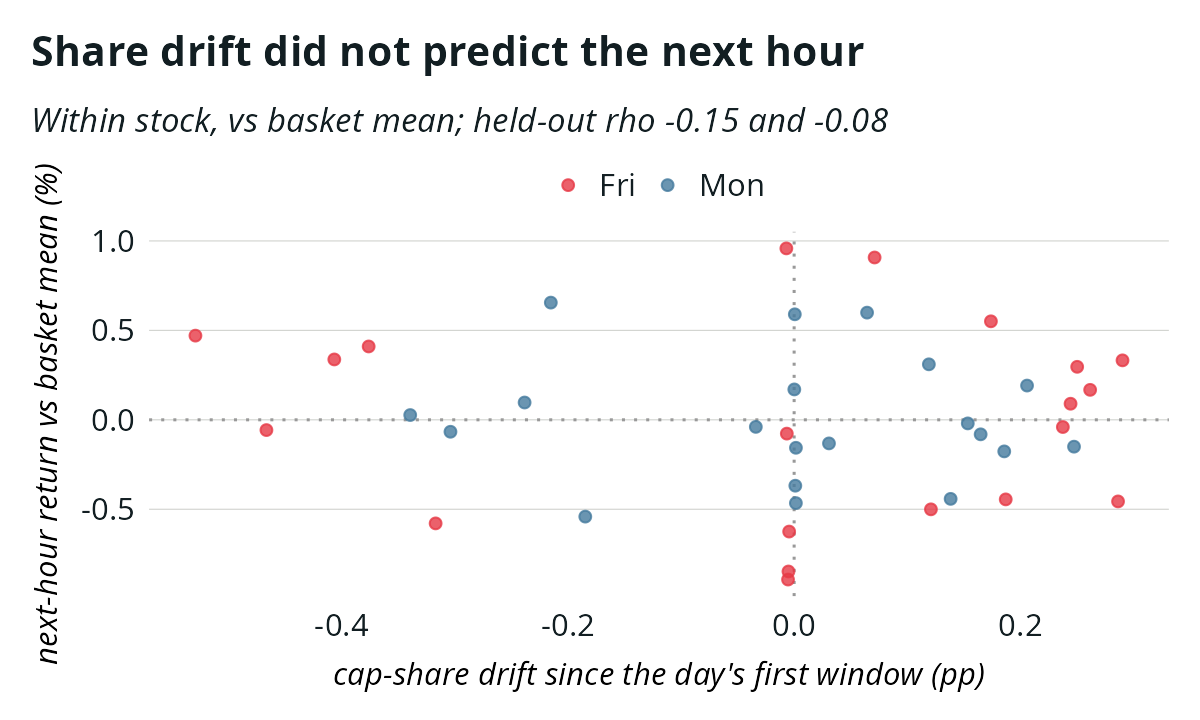 Share drift did not predict the next hour
Within stock, vs basket mean; held-out rho -0.15 and -0.08
Fri Mon
next-hour return vs basket mean (%)
1.0
0.5
0.0
-0.5
-0.4 -0.2 0.0 0.2
cap-share drift since the day's first window (pp)